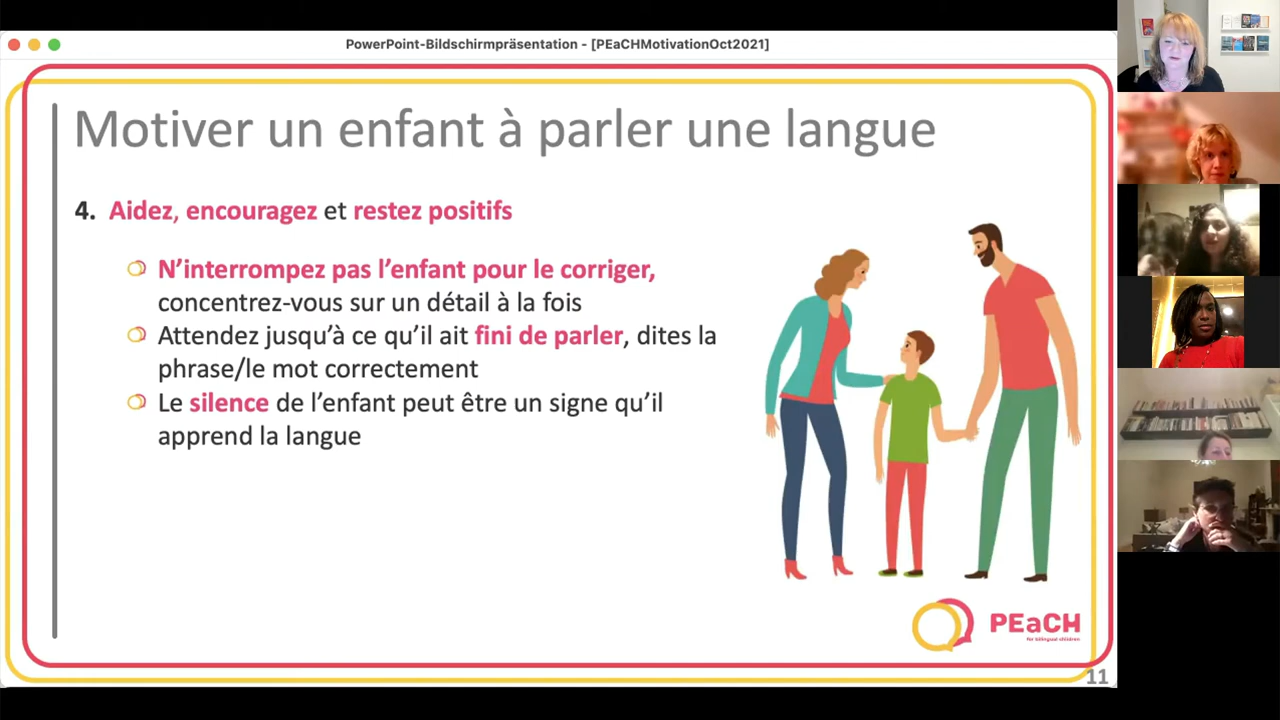 PowerPoint-Bildschirmpräsentation - [PEaCHMotivationOct2021]
Motiver un enfant à parler une langue
4. Aidez, encouragez et restez positifs
N’interrompez pas l’enfant pour le corriger,
concentrez-vous sur un détail à la fois
Attendez jusqu’à ce qu’il ait fini de parler, dites la
phrase/le mot correctement
Le silence de l’enfant peut être un signe qu’il
apprend la langue
PEaCH
for bilingual children
11